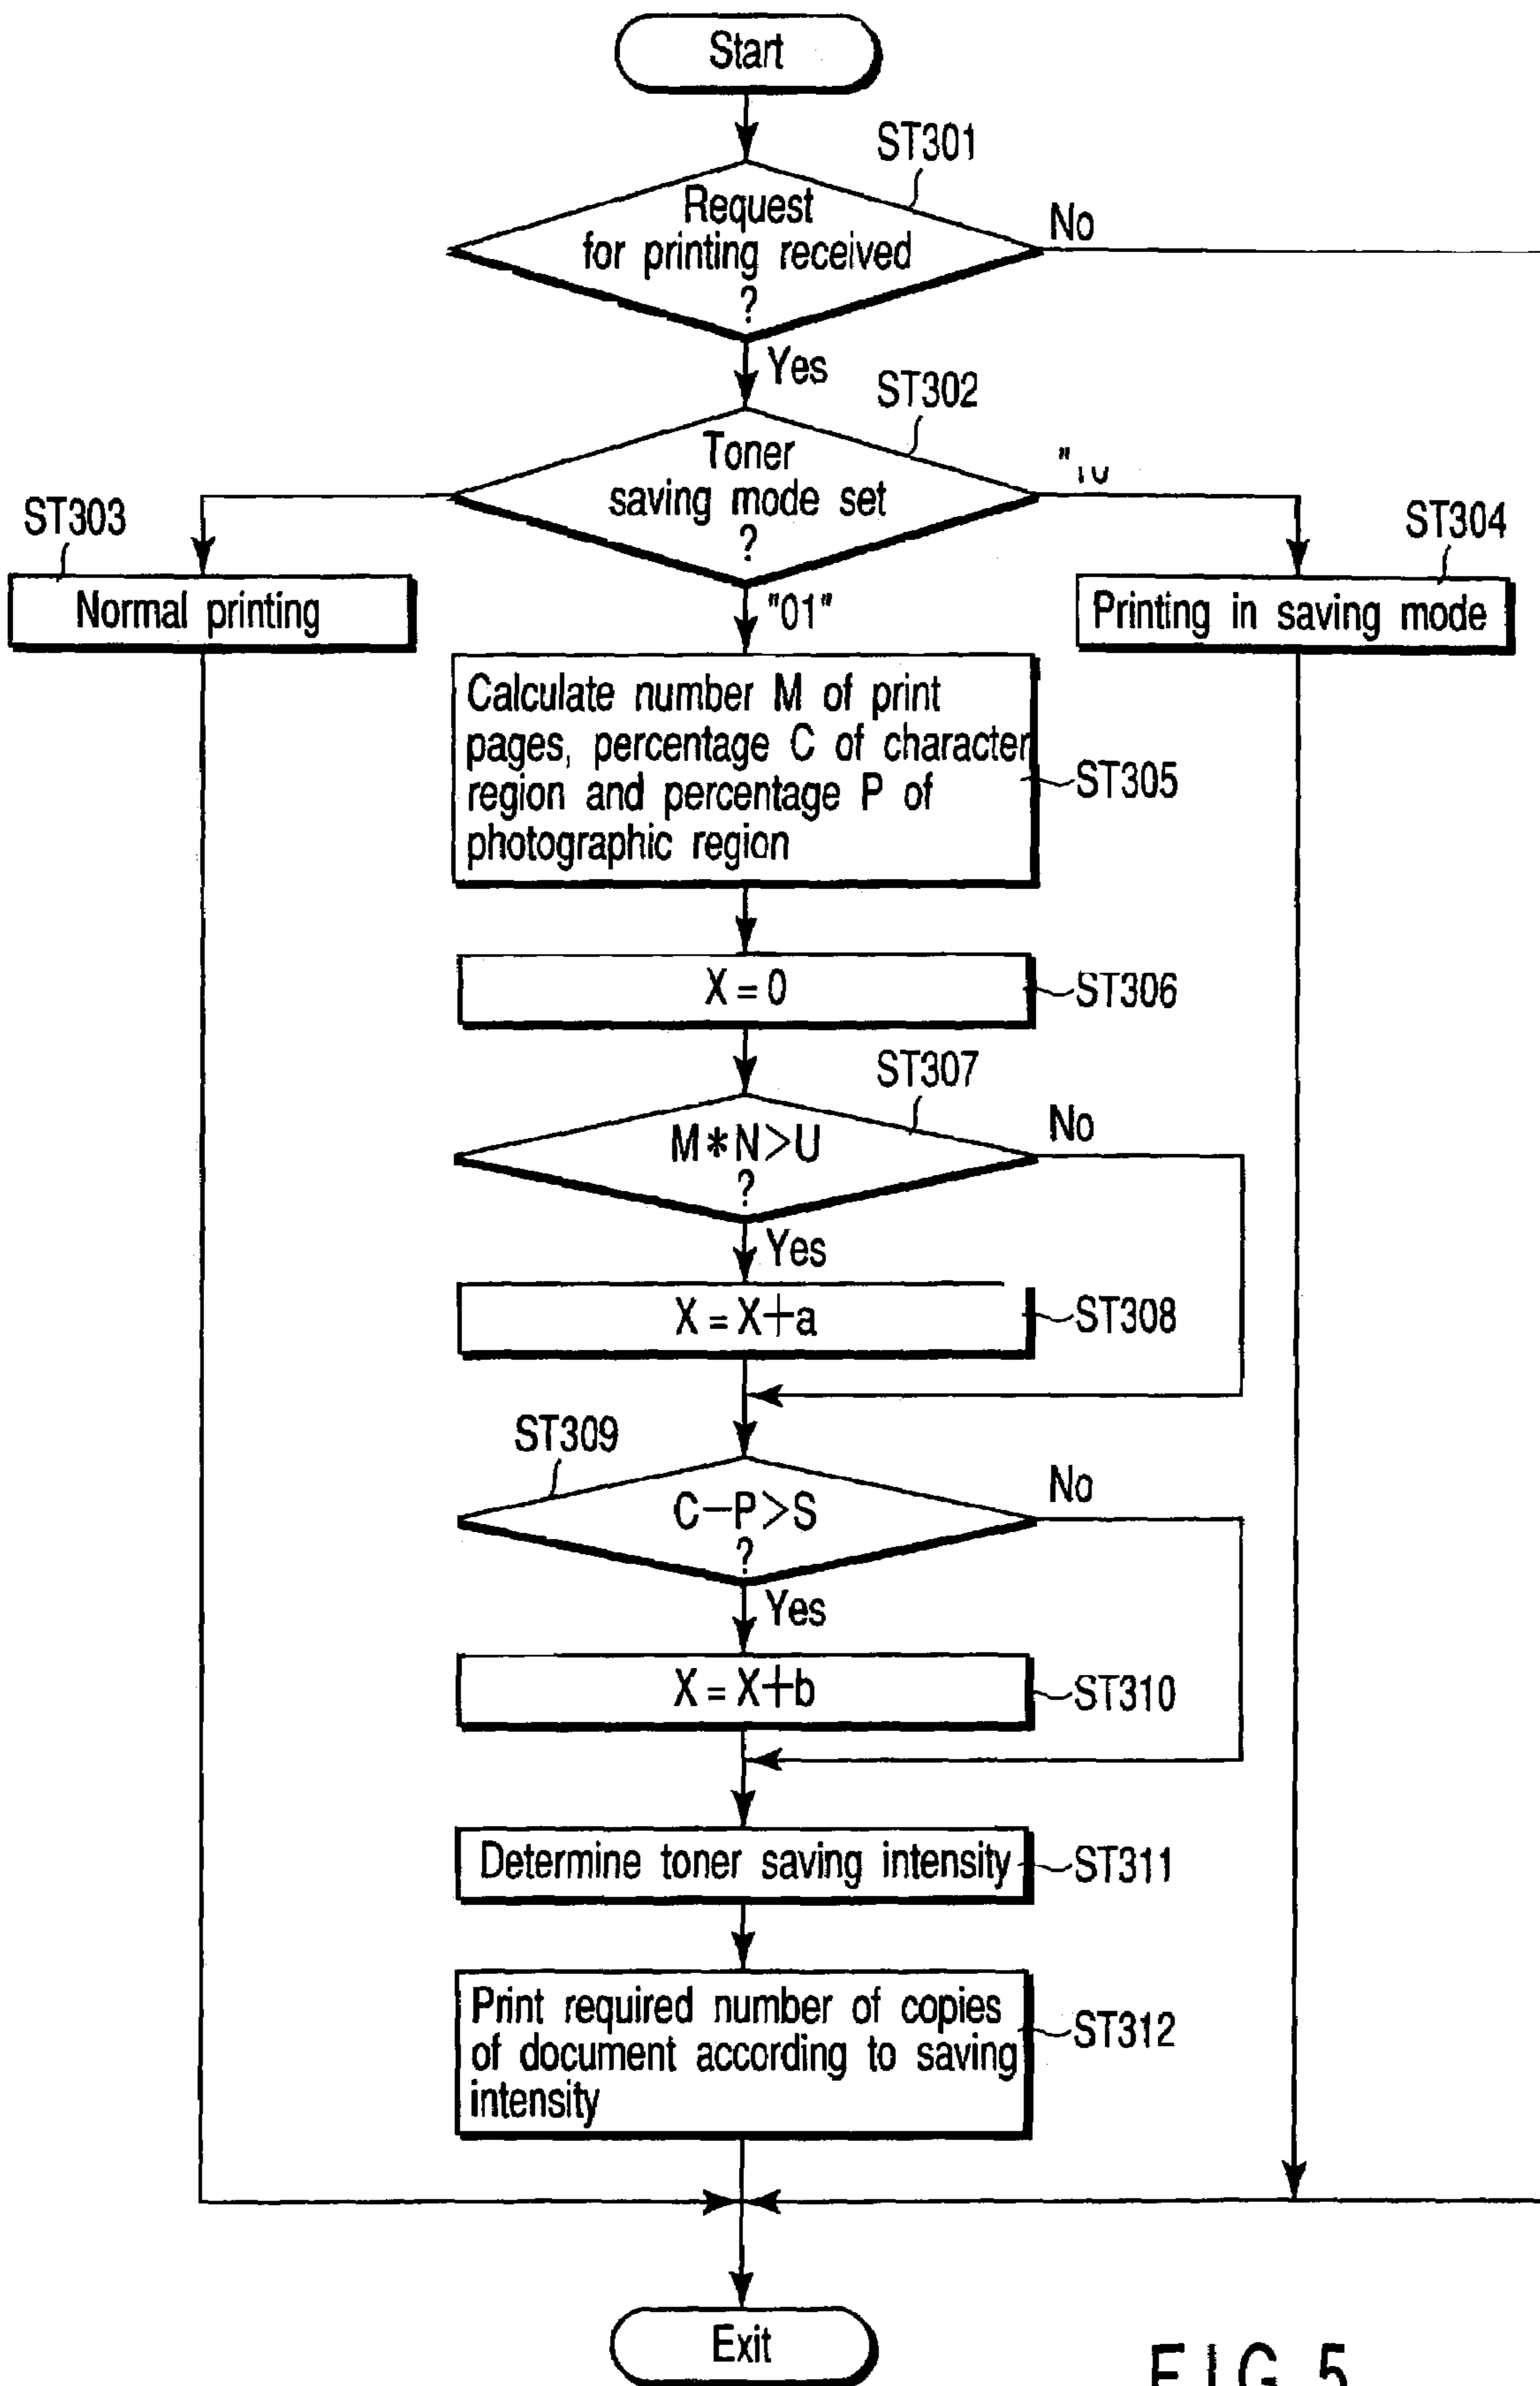 Start
ST301
Request
for printing received
?
No
Yes
ST302
Toner
saving mode set
?
ST303
ST304
Normal printing
"01"
Printing in saving mode
Calculate number M of print
pages, percentage C of character
region and percentage P of
photographic region
ST305
X = 0
ST306
ST307
M*N>U
?
No
Yes
X = X+a
ST308
ST309
C-P>S
?
No
Yes
X = X+b
ST310
Determine toner saving intensity
ST311
Print required number of copies
of document according to saving
intensity
ST312
Exit
FIG. 5